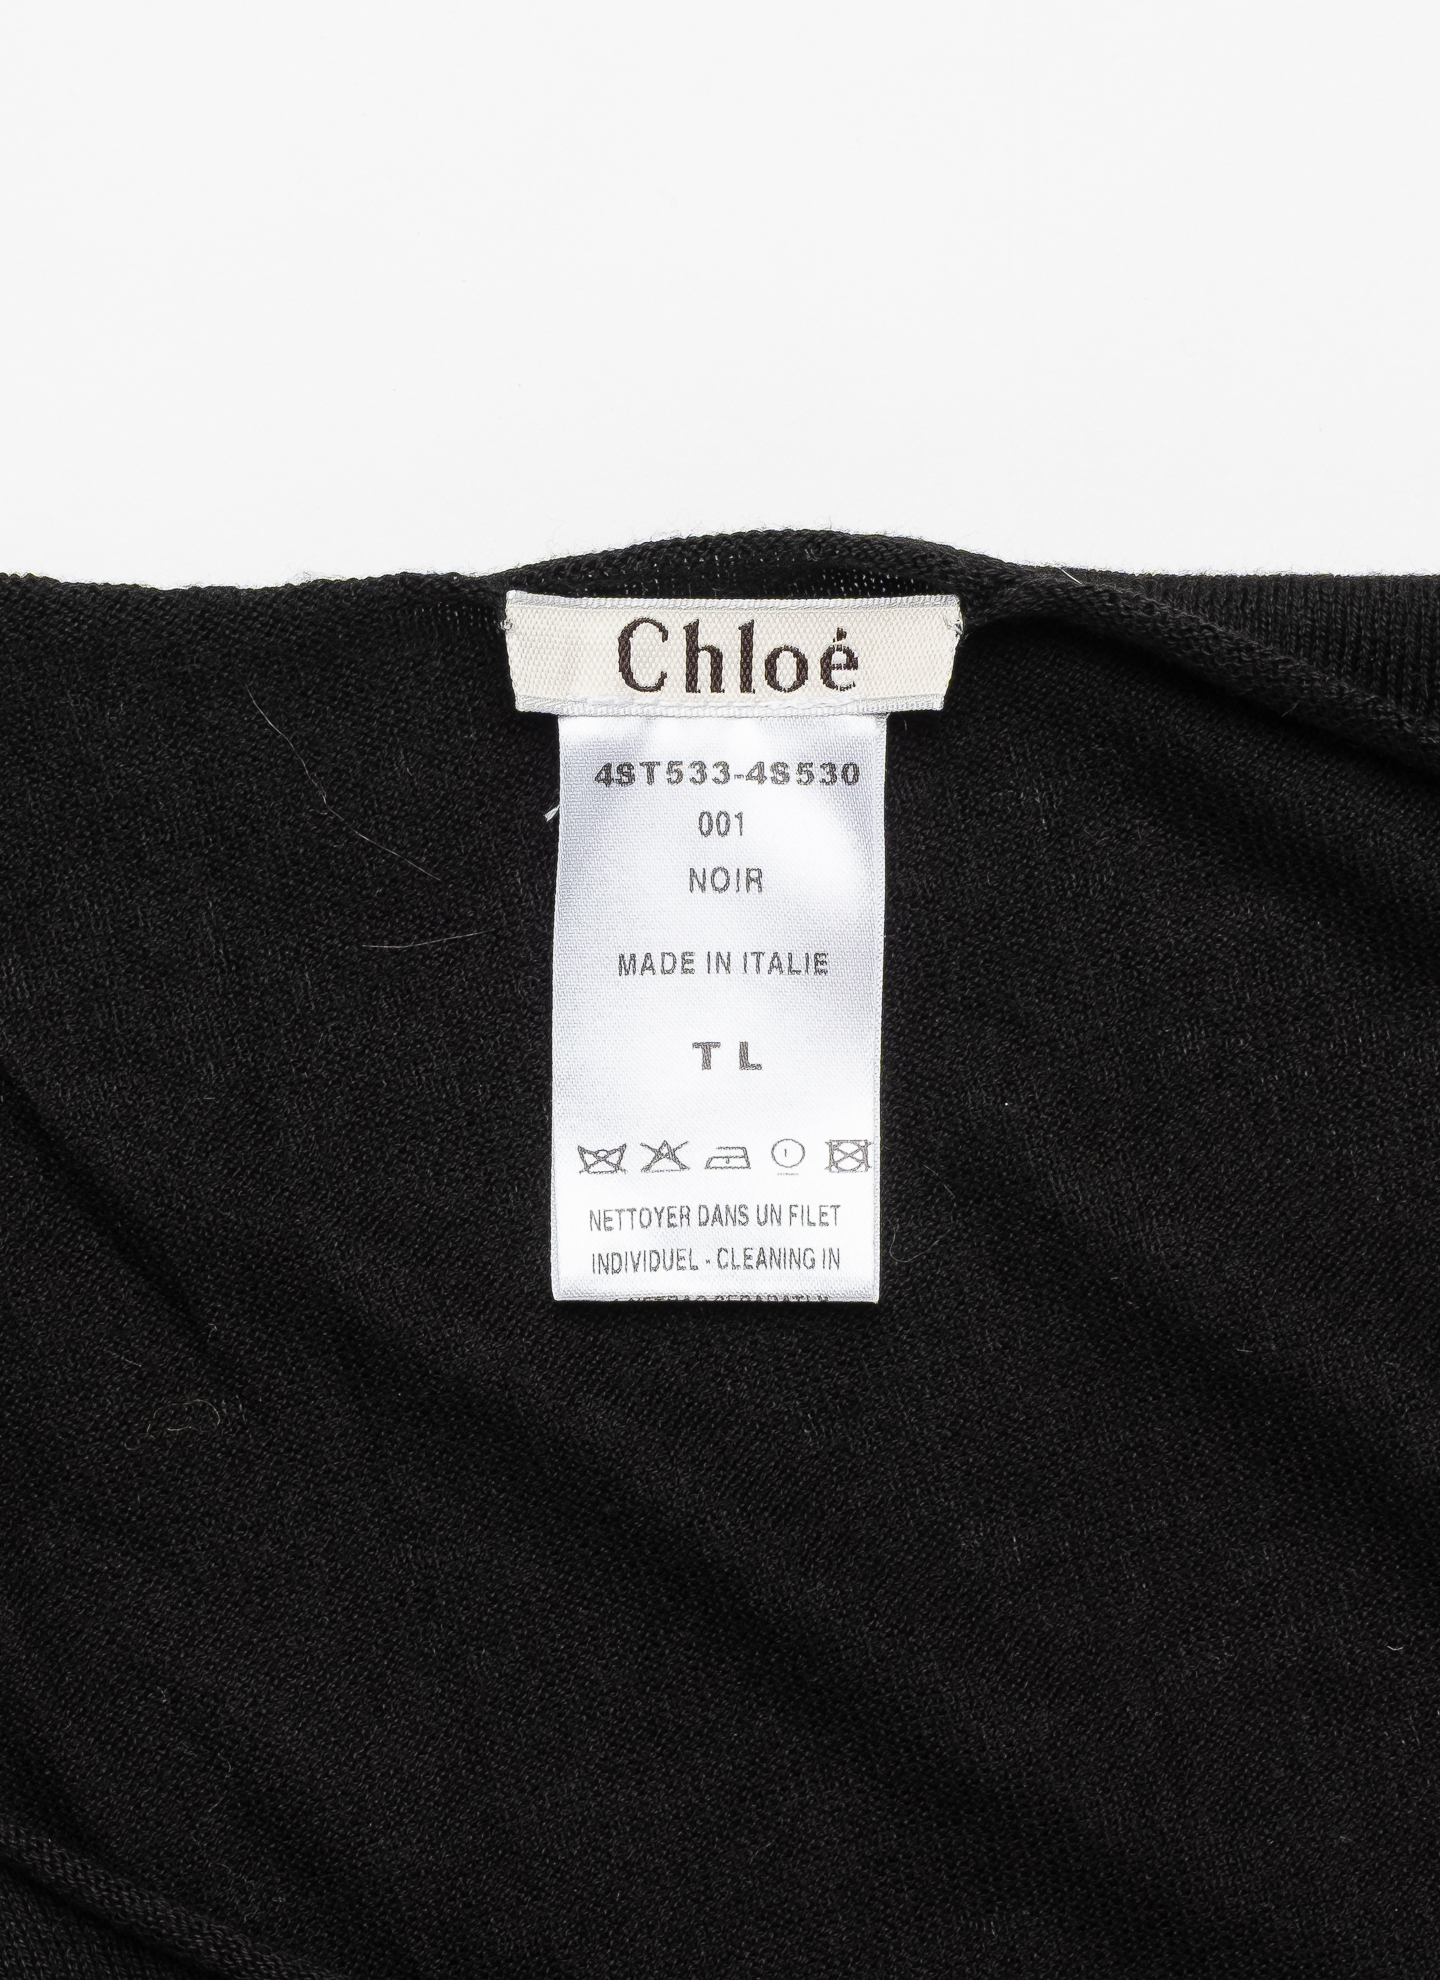 Chloé
4ST533-4S530
001
NOIR
MADE IN ITALIE
T L
NETTOYER DANS UN FILET
INDIVIDUEL - CLEANING IN